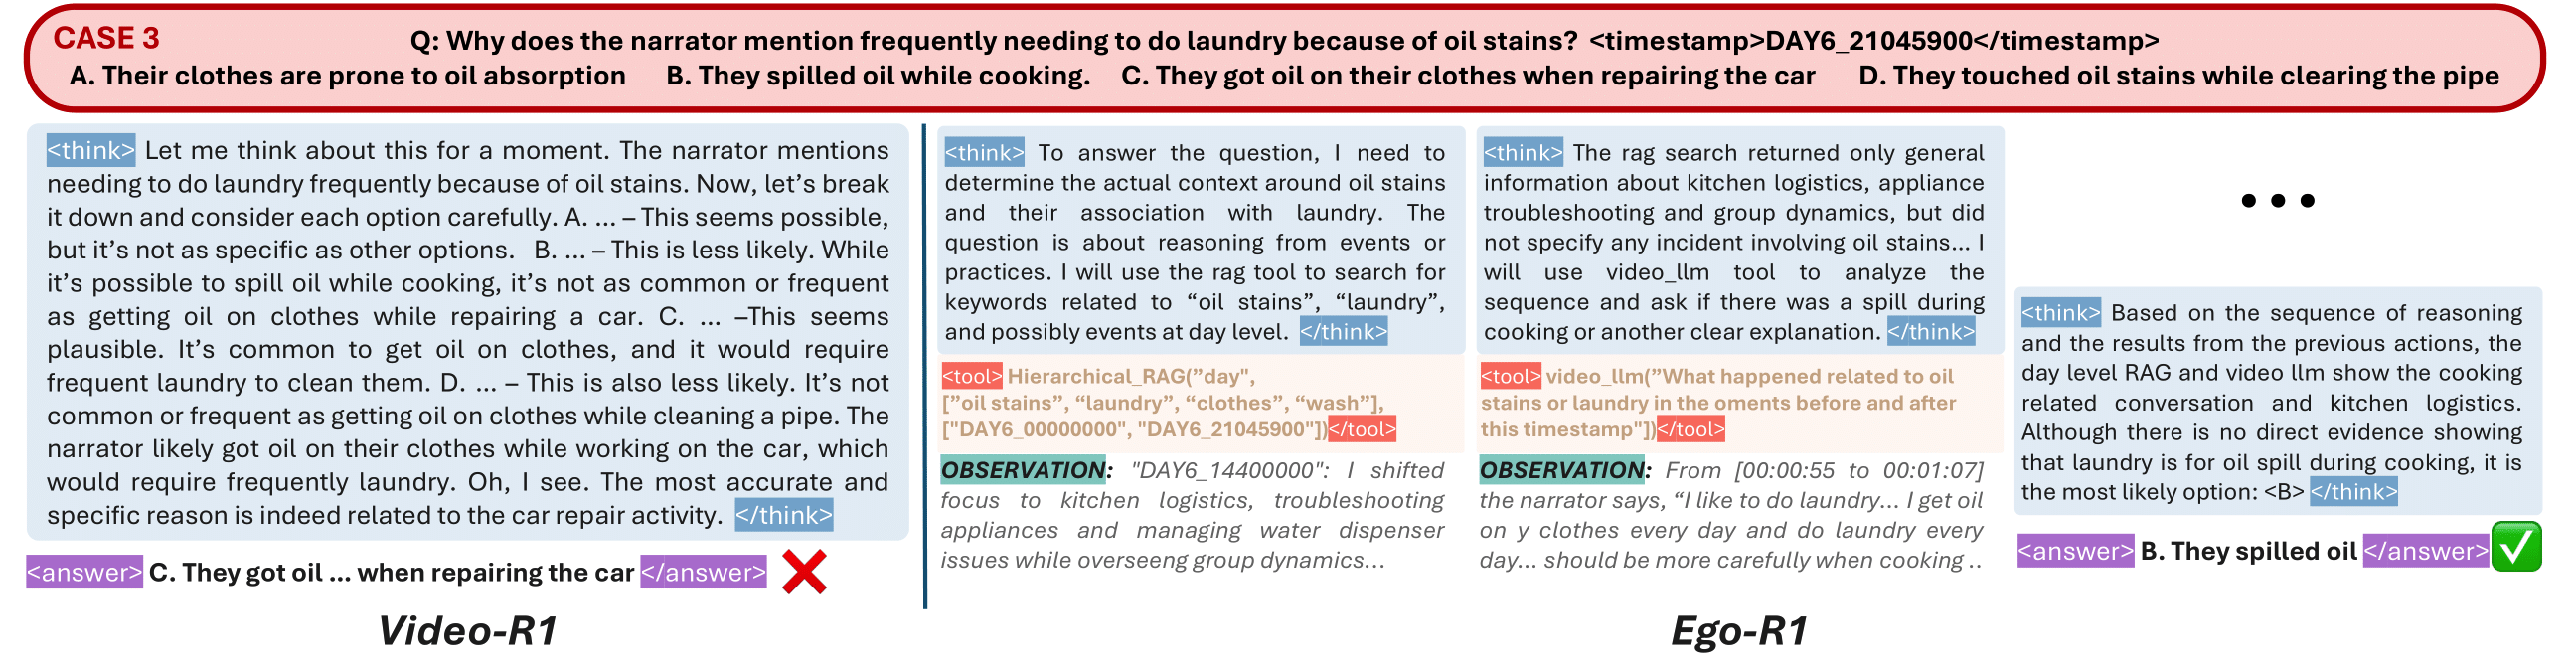 CASE 3
Q: Why does the narrator mention frequently needing to do laundry because of oil stains? <timestamp>DAY6_21045900</timestamp>
A. Their clothes are prone to oil absorption B. They spilled oil while cooking. C. They got oil on their clothes when repairing the car D. They touched oil stains while clearing the pipe
<think> Let me think about this for a moment. The narrator mentions
needing to do laundry frequently because of oil stains. Now, let's break
it down and consider each option carefully. A. ... – This seems possible,
but it's not as specific as other options. B. ... – This is less likely. While
it's possible to spill oil while cooking, it's not as common or frequent
as getting oil on clothes while repairing a car. C. ... –This seems
plausible. It's common to get oil on clothes, and it would require
frequent laundry to clean them. D. ... – This is also less likely. It's not
common or frequent as getting oil on clothes while cleaning a pipe. The
narrator likely got oil on their clothes while working on the car, which
would require frequently laundry. Oh, I see. The most accurate and
specific reason is indeed related to the car repair activity. </think>
<answer> C. They got oil ... when repairing the car </answer>
Video-R1
<think> To answer the question, I need to
determine the actual context around oil stains
and their association with laundry. The
question is about reasoning from events or
practices. I will use the rag tool to search for
keywords related to “oil stains”, “laundry”,
and possibly events at day level. </think>
<tool> Hierarchical_RAG(”day",
[”oil stains”, “laundry”, “clothes”, “wash”],
["DAY6_00000000", "DAY6_21045900"])</tool>
OBSERVATION: "DAY6_14400000": I shifted
focus to kitchen logistics, troubleshooting
appliances and managing water dispenser
issues while overseeng group dynamics...
<think> The rag search returned only general
information about kitchen logistics, appliance
troubleshooting and group dynamics, but did
not specify any incident involving oil stains... I
will use video_llm tool to analyze the
sequence and ask if there was a spill during
cooking or another clear explanation. </think>
<tool> video_llm(”What happened related to oil
stains or laundry in the oments before and after
this timestamp"])</tool>
OBSERVATION: From [00:00:55 to 00:01:07]
the narrator says, “I like to do laundry... I get oil
on y clothes every day and do laundry every
day... should be more carefully when cooking ..
• • •
<think> Based on the sequence of reasoning
and the results from the previous actions, the
day level RAG and video llm show the cooking
related conversation and kitchen logistics.
Although there is no direct evidence showing
that laundry is for oil spill during cooking, it is
the most likely option: <B> </think>
<answer> B. They spilled oil </answer>
Ego-R1